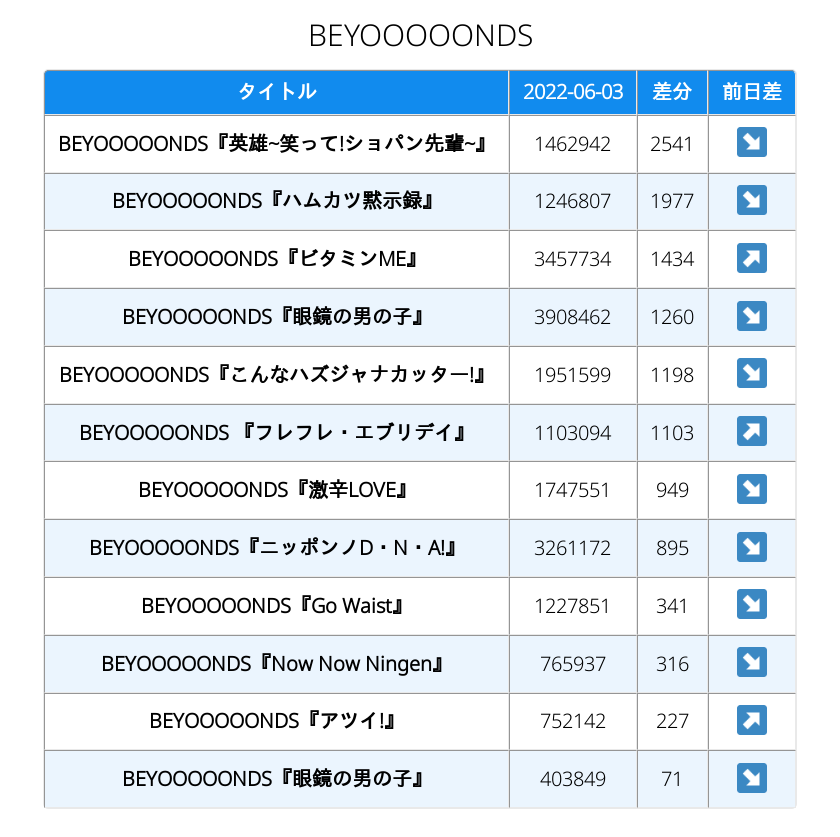 BEYOOOOONDS
タイトル 2022-06-03 差分 前日差
BEYOOOOONDS『英雄~笑って!ショパン先輩~』 1462942 2541 ↘
BEYOOOOONDS『ハムカツ黙示録』 1246807 1977 ↘
BEYOOOOONDS『ビタミンME』 3457734 1434 ↗
BEYOOOOONDS『眼鏡の男の子』 3908462 1260 ↘
BEYOOOOONDS『こんなハズジャナカッター!』 1951599 1198 ↘
BEYOOOOONDS 『フレフレ・エブリデイ』 1103094 1103 ↗
BEYOOOOONDS『激辛LOVE』 1747551 949 ↘
BEYOOOOONDS『ニッポンノD・N・A!』 3261172 895 ↘
BEYOOOOONDS『Go Waist』 1227851 341 ↘
BEYOOOOONDS『Now Now Ningen』 765937 316 ↘
BEYOOOOONDS『アツイ!』 752142 227 ↗
BEYOOOOONDS『眼鏡の男の子』 403849 71 ↘